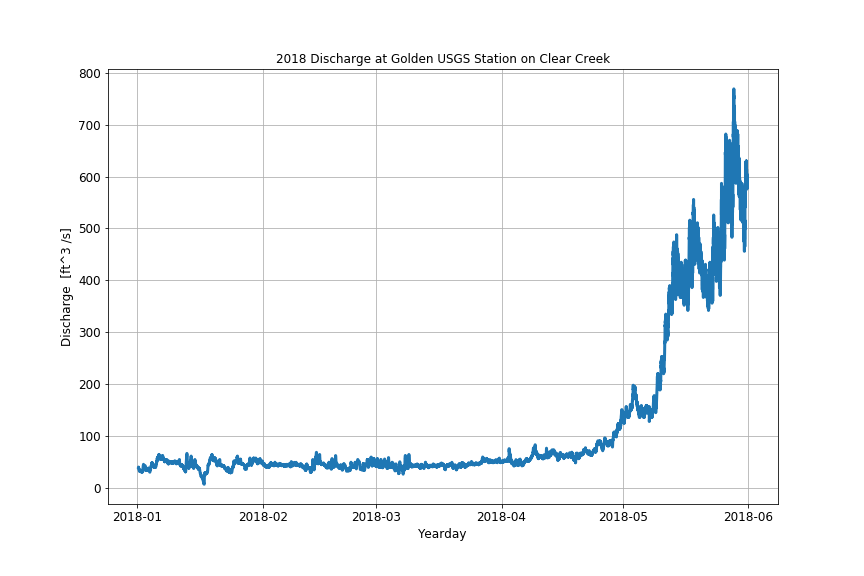 2018 Discharge at Golden USGS Station on Clear Creek
800
700
600
500
400
300
200
100
0
Discharge  [ft^3 /s]
2018-01 2018-02 2018-03 2018-04 2018-05 2018-06
Yearday